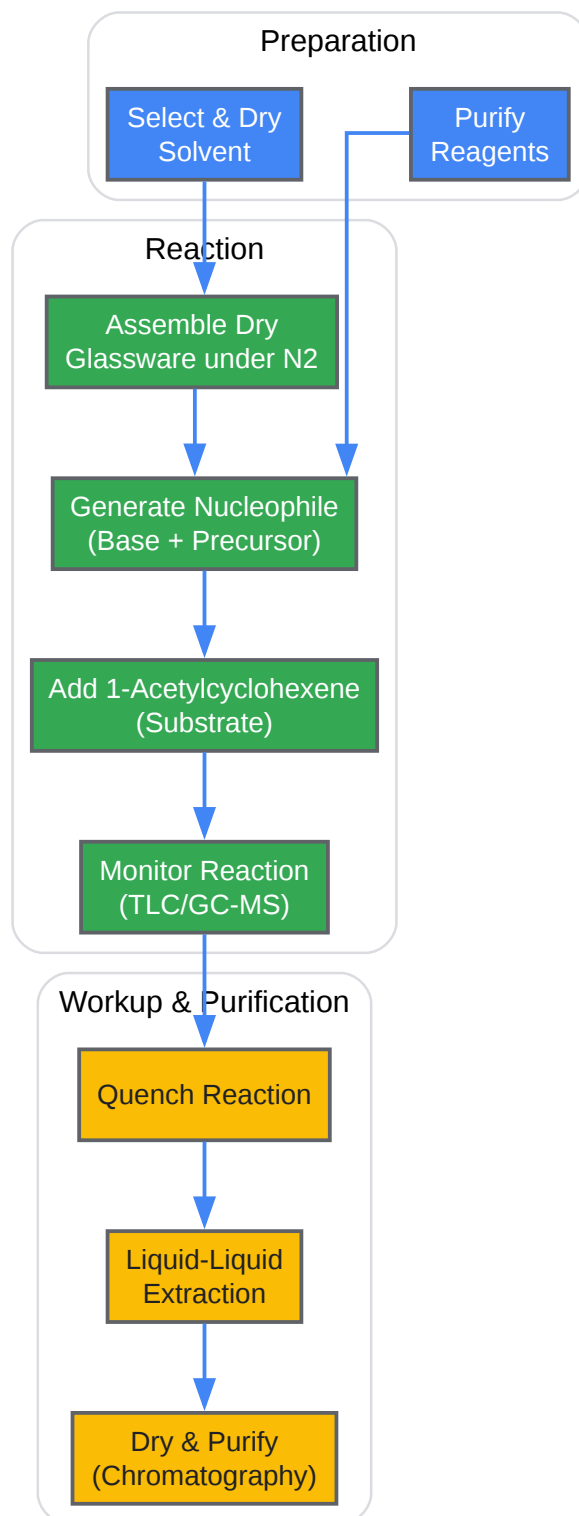 Preparation
Select & Dry
Solvent
Purify
Reagents
Reaction
Assemble Dry
Glassware under N2
Generate Nucleophile
(Base + Precursor)
Add 1-Acetylcyclohexene
(Substrate)
Monitor Reaction
(TLC/GC-MS)
Workup & Purification
Quench Reaction
Liquid-Liquid
Extraction
Dry & Purify
(Chromatography)